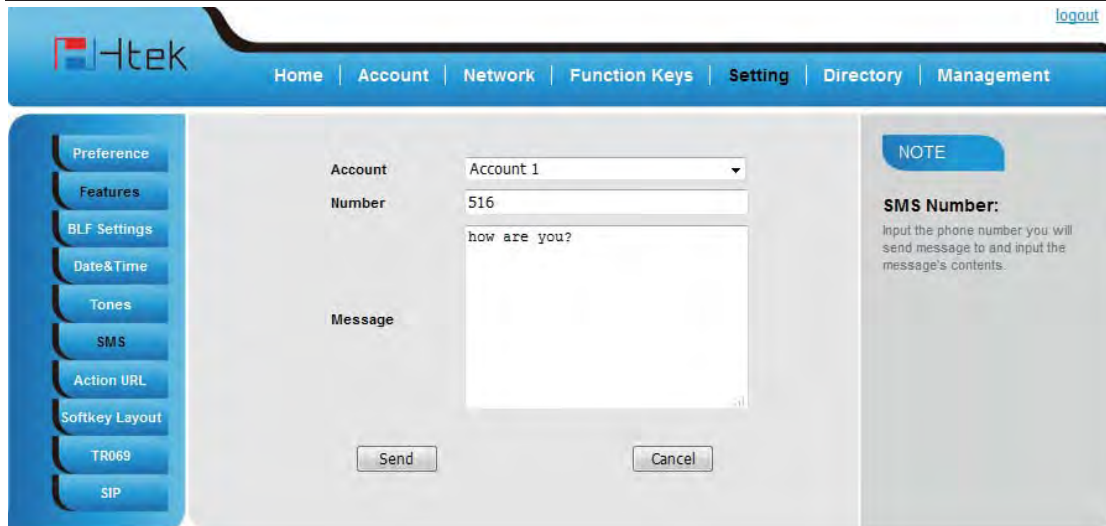 logout
Htek
Home | Account | Network | Function Keys | Setting | Directory | Management
Preference
Features
BLF Settings
Date&Time
Tones
SMS
Action URL
Softkey Layout
TR069
SIP
Account
Account 1
Number
516
Message
how are you?
Send
Cancel
NOTE
SMS Number:
Input the phone number you will
send message to and input the
message's contents.